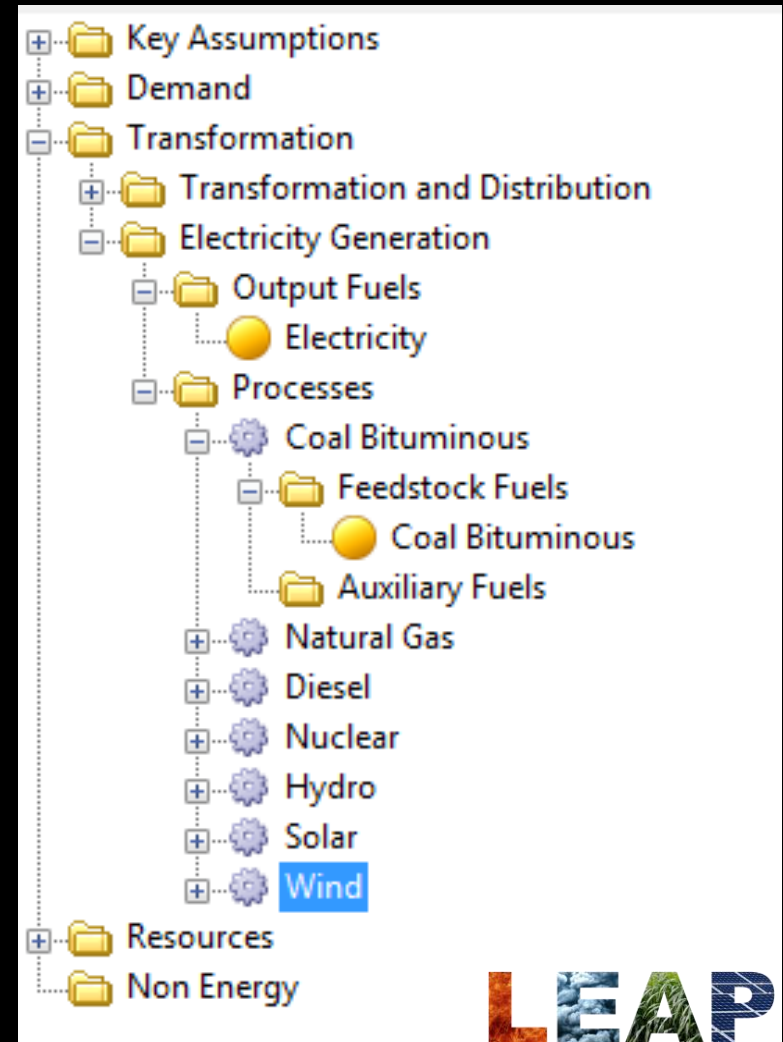 Key Assumptions
Demand
Transformation
Transformation and Distribution
Electricity Generation
Output Fuels
Electricity
Processes
Coal Bituminous
Feedstock Fuels
Coal Bituminous
Auxiliary Fuels
Natural Gas
Diesel
Nuclear
Hydro
Solar
Wind
Resources
Non Energy
LEAP